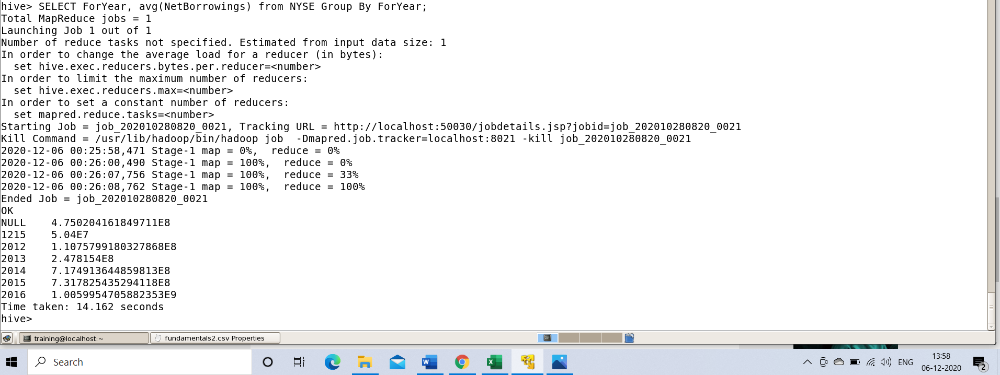 hive> SELECT ForYear, avg(NetBorrowings) from NYSE Group By ForYear;
Total MapReduce jobs = 1
Launching Job 1 out of 1
Number of reduce tasks not specified. Estimated from input data size: 1
In order to change the average load for a reducer (in bytes):
  set hive.exec.reducers.bytes.per.reducer=<number>
In order to limit the maximum number of reducers:
  set hive.exec.reducers.max=<number>
In order to set a constant number of reducers:
  set mapred.reduce.tasks=<number>
Starting Job = job_202010280820_0021, Tracking URL = http://localhost:50030/jobdetails.jsp?jobid=job_202010280820_0021
Kill Command = /usr/lib/hadoop/bin/hadoop job  -Dmapred.job.tracker=localhost:8021 -kill job_202010280820_0021
2020-12-06 00:25:58,471 Stage-1 map = 0%,  reduce = 0%
2020-12-06 00:26:00,490 Stage-1 map = 100%,  reduce = 0%
2020-12-06 00:26:07,756 Stage-1 map = 100%,  reduce = 33%
2020-12-06 00:26:08,762 Stage-1 map = 100%,  reduce = 100%
Ended Job = job_202010280820_0021
OK
NULL    4.750204161849711E8
1215    5.04E7
2012    1.1075799180327868E8
2013    2.478154E8
2014    7.174913644859813E8
2015    7.317825435294118E8
2016    1.0059954705882353E9
Time taken: 14.162 seconds
hive>
training@localhost:~ fundamentals2.csv Properties
Search ENG 13:58
06-12-2020 2